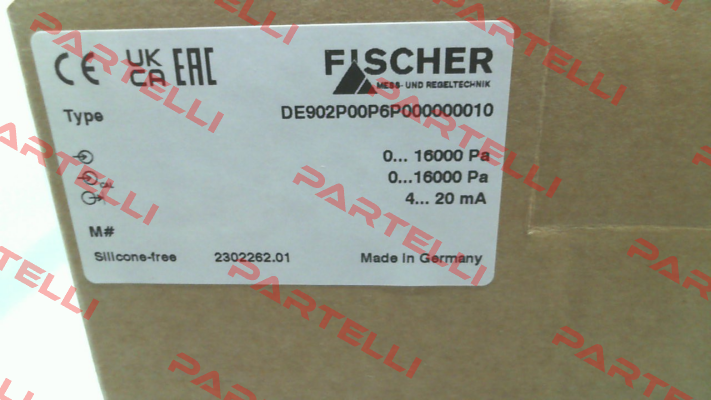 CE UK CA EAC
FISCHER
MESS- UND REGELTECHNIK
Type DE902P00P6P000000010
0... 16000 Pa
CAL 0...16000 Pa
4... 20 mA
M#
Silicone-free 2302262.01 Made in Germany
PARTELLI
PARTELLI
PARTELLI
PARTELLI
PARTELLI
PARTELLI
PARTELLI
PARTELLI